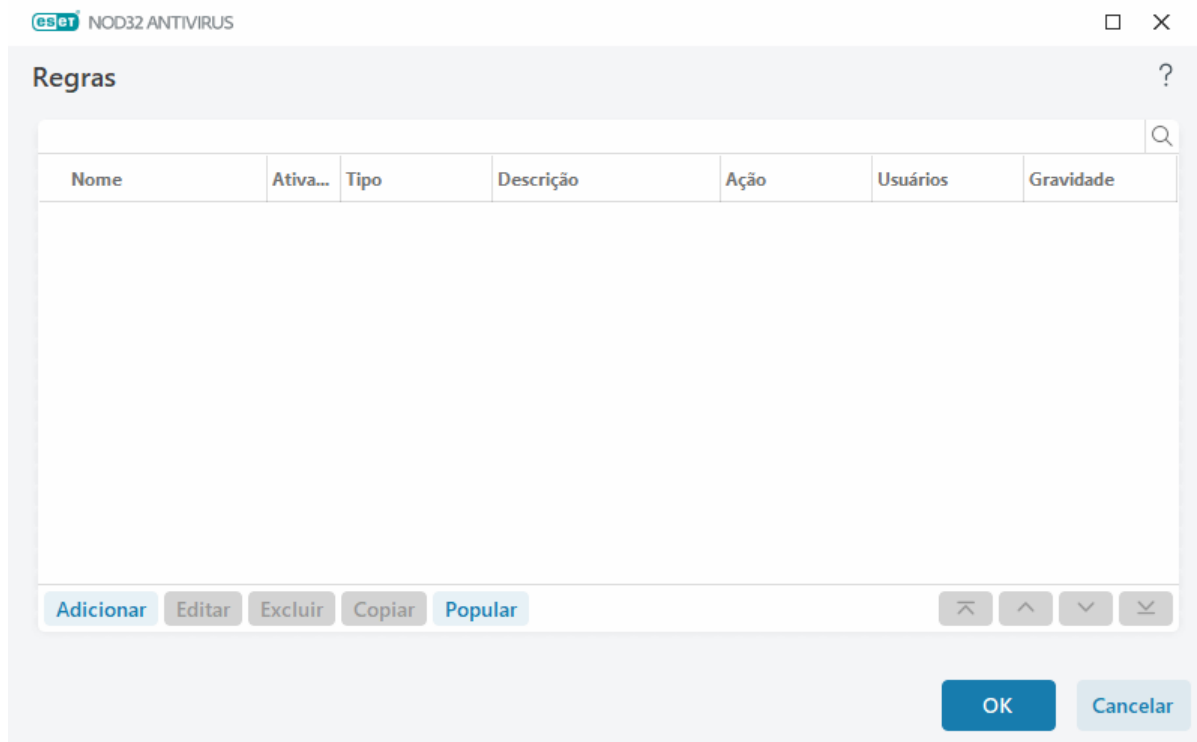 eset NOD32 ANTIVIRUS
Regras
?
Nome Ativa... Tipo Descrição Ação Usuários Gravidade
Adicionar Editar Excluir Copiar Popular
OK Cancelar